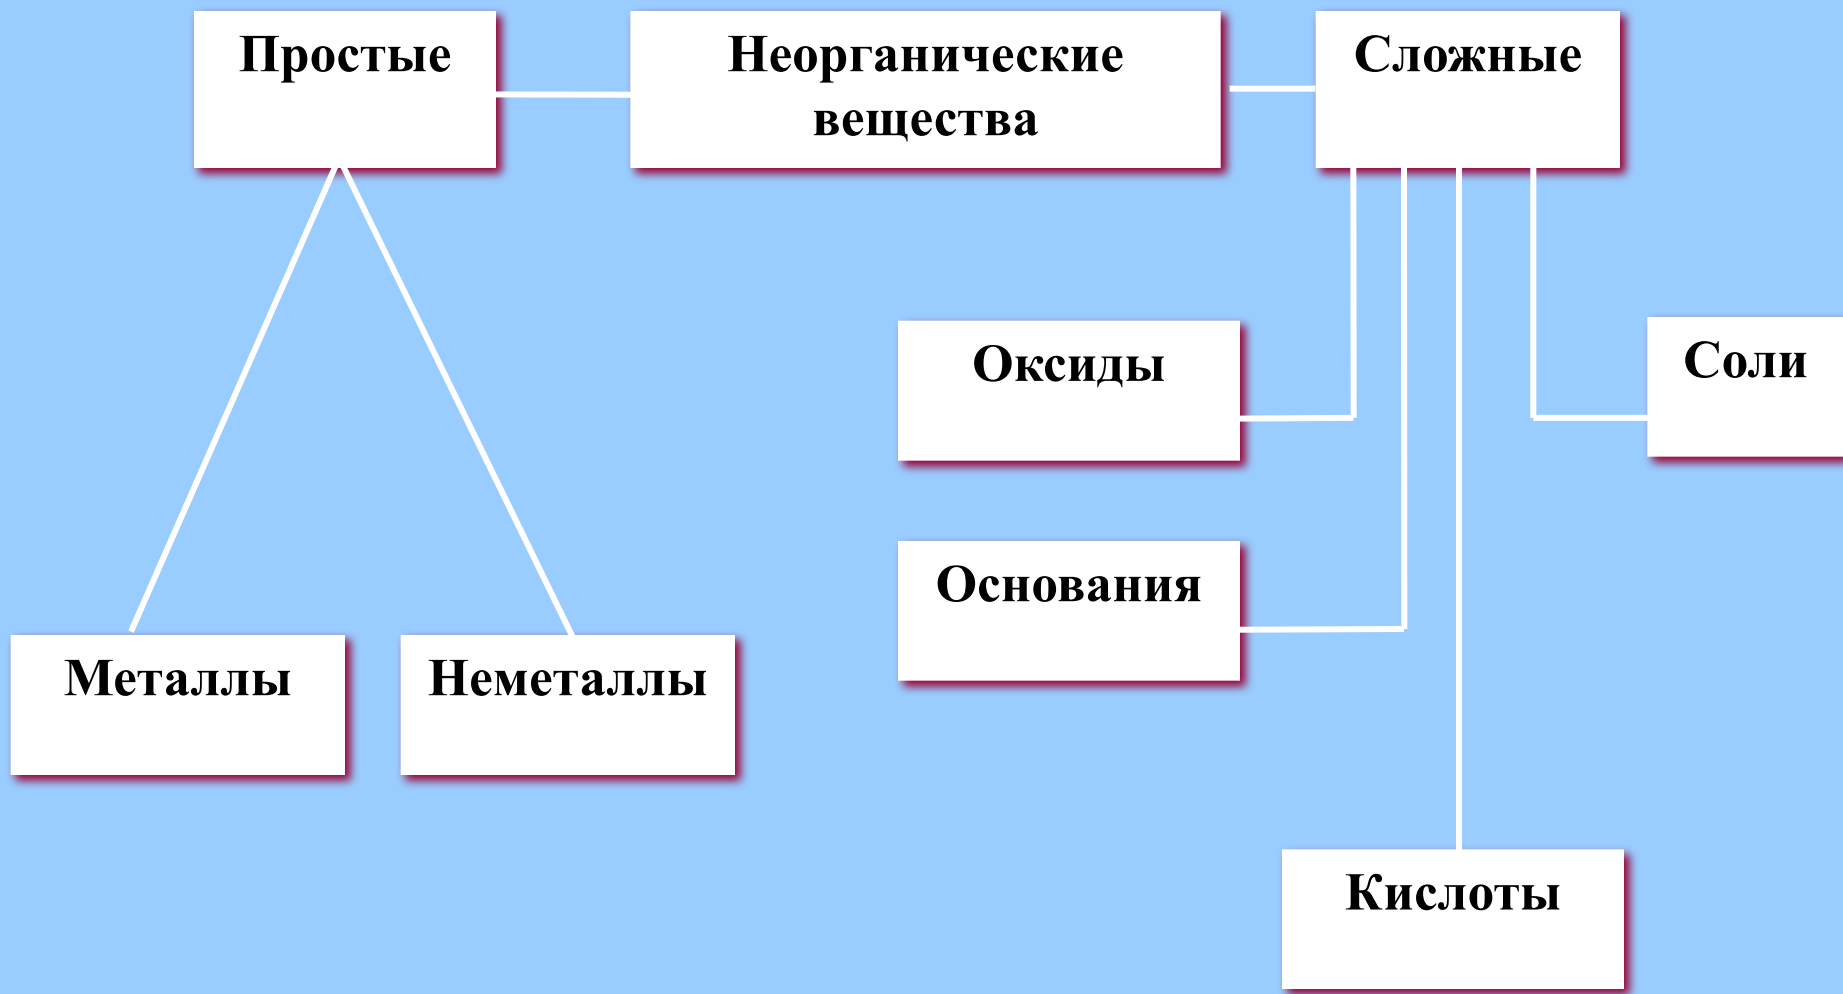 Простые
Неорганические
вещества
Сложные
Оксиды
Соли
Основания
Металлы
Неметаллы
Кислоты